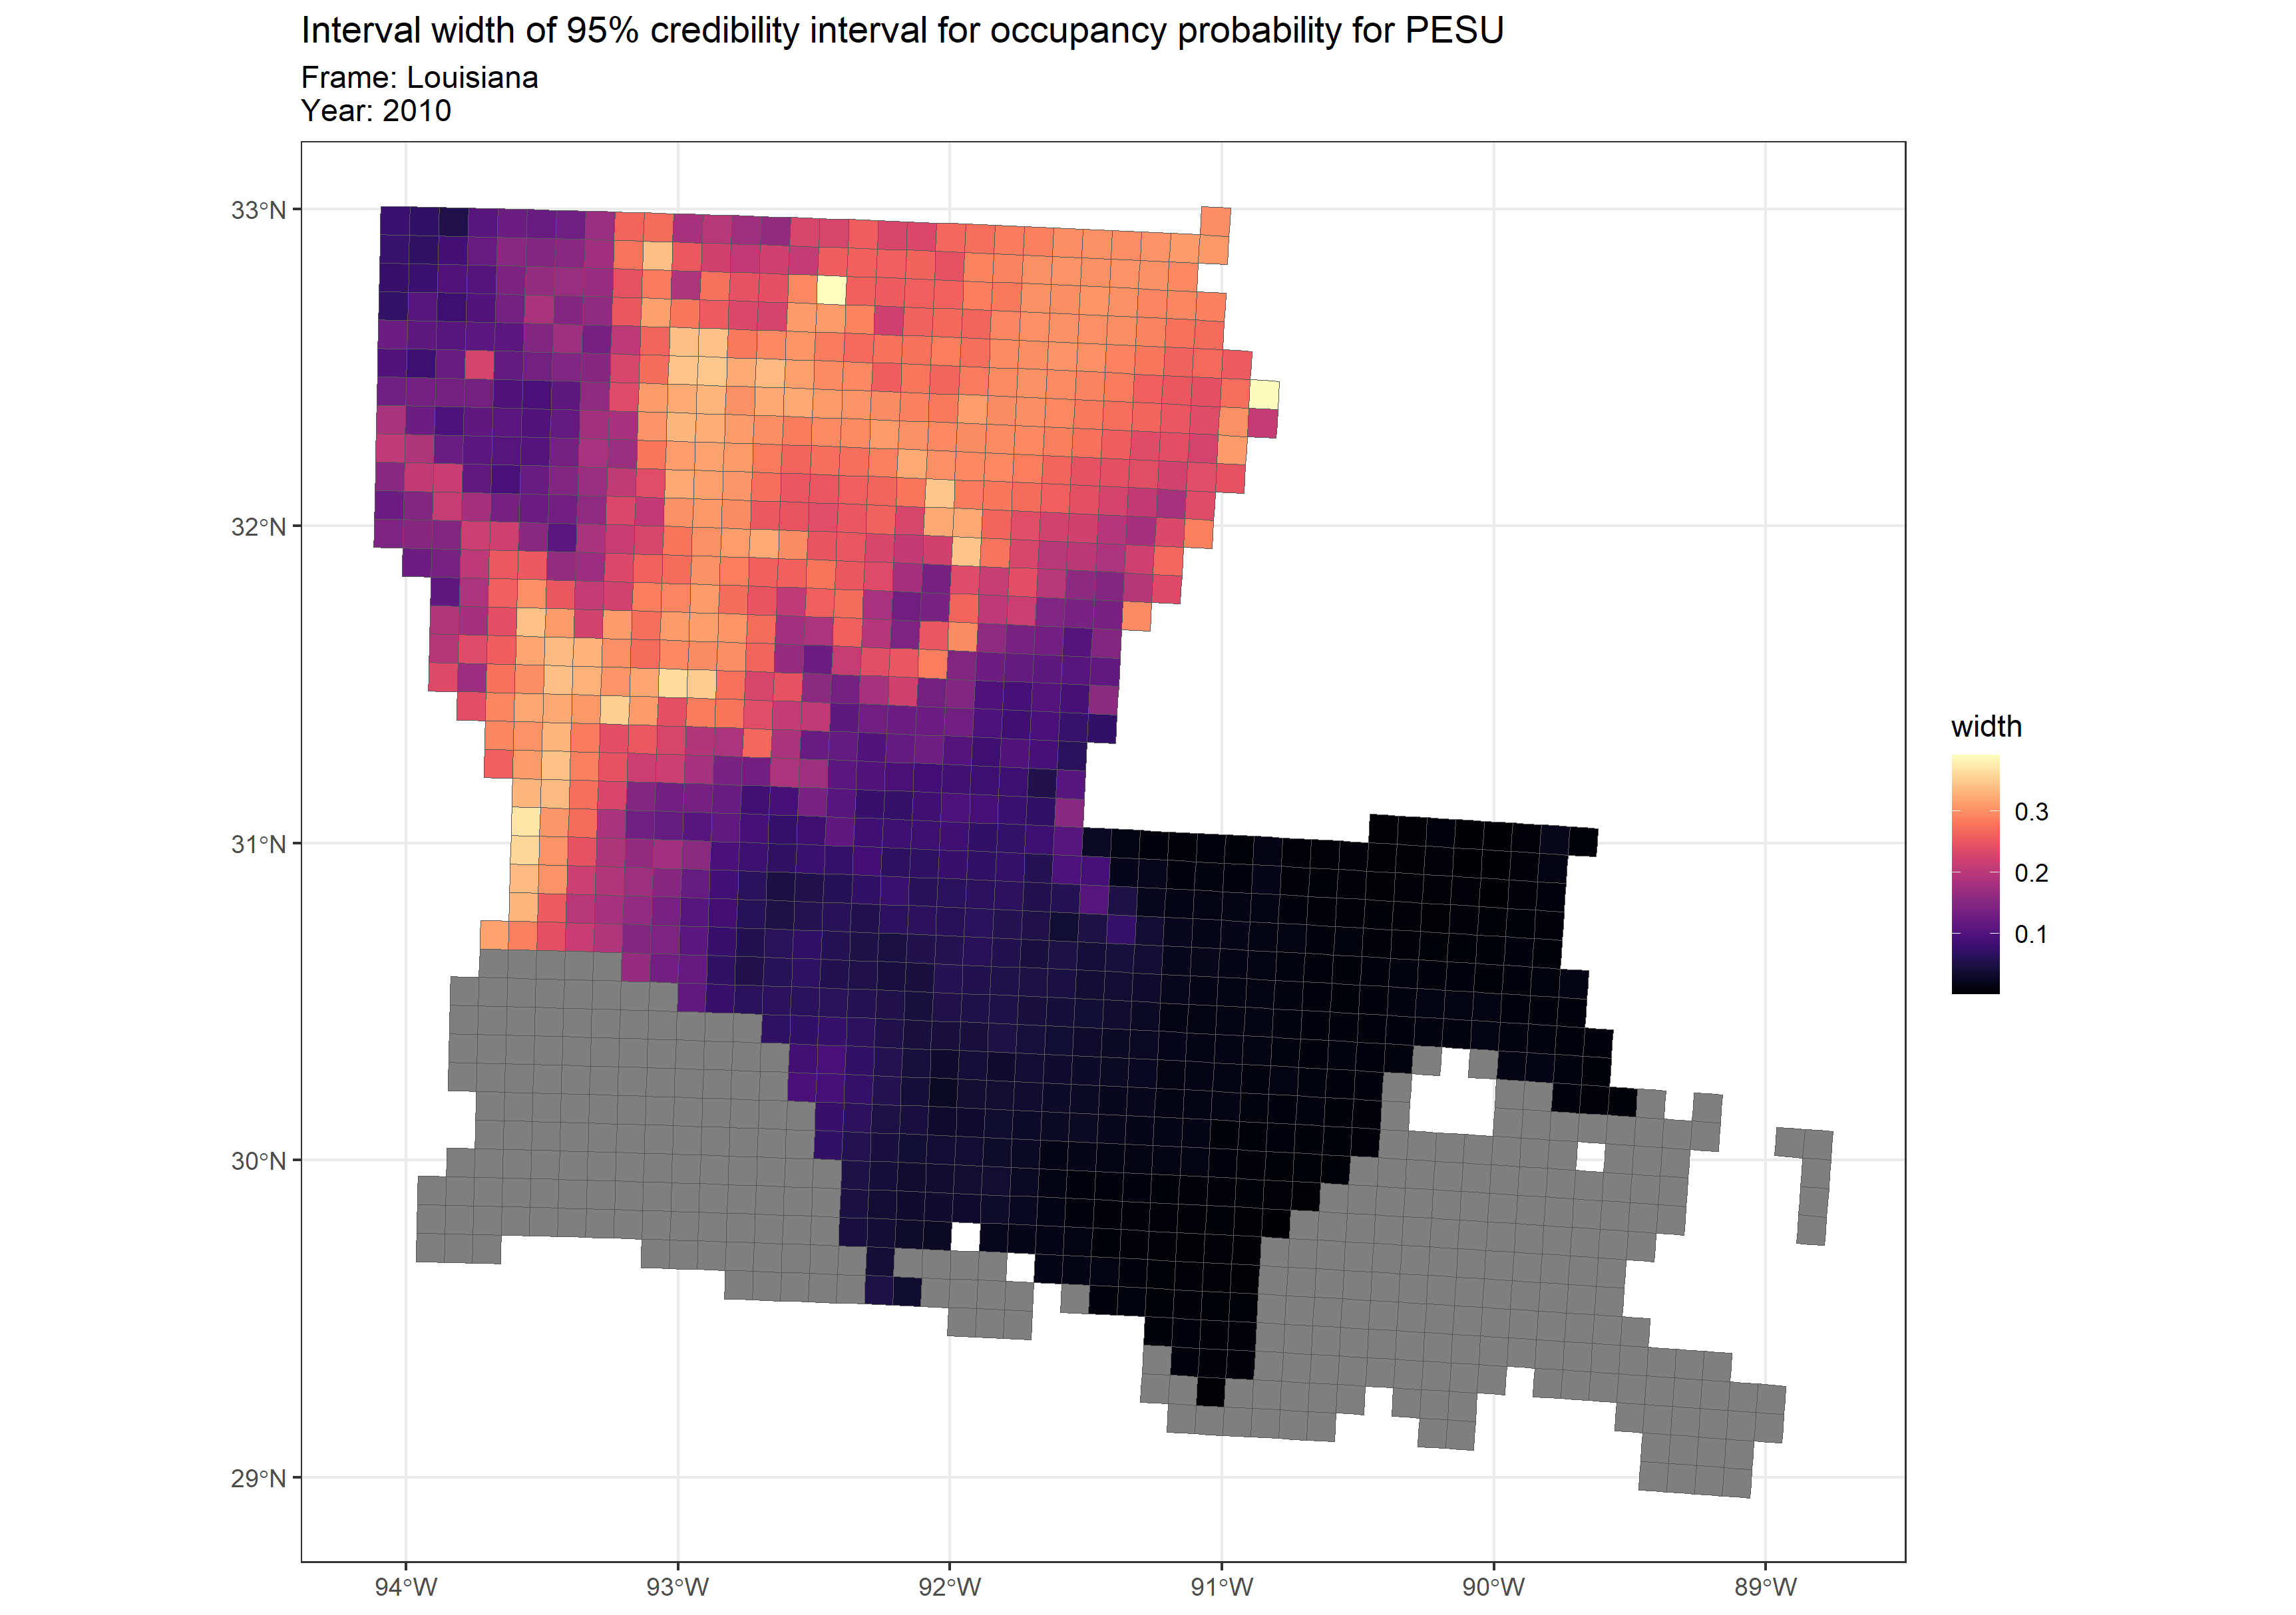 Interval width of 95% credibility interval for occupancy probability for PESU
Frame: Louisiana
Year: 2010
33°N
32°N
31°N
30°N
29°N
94°W
93°W
92°W
91°W
90°W
89°W
width
0.3
0.2
0.1